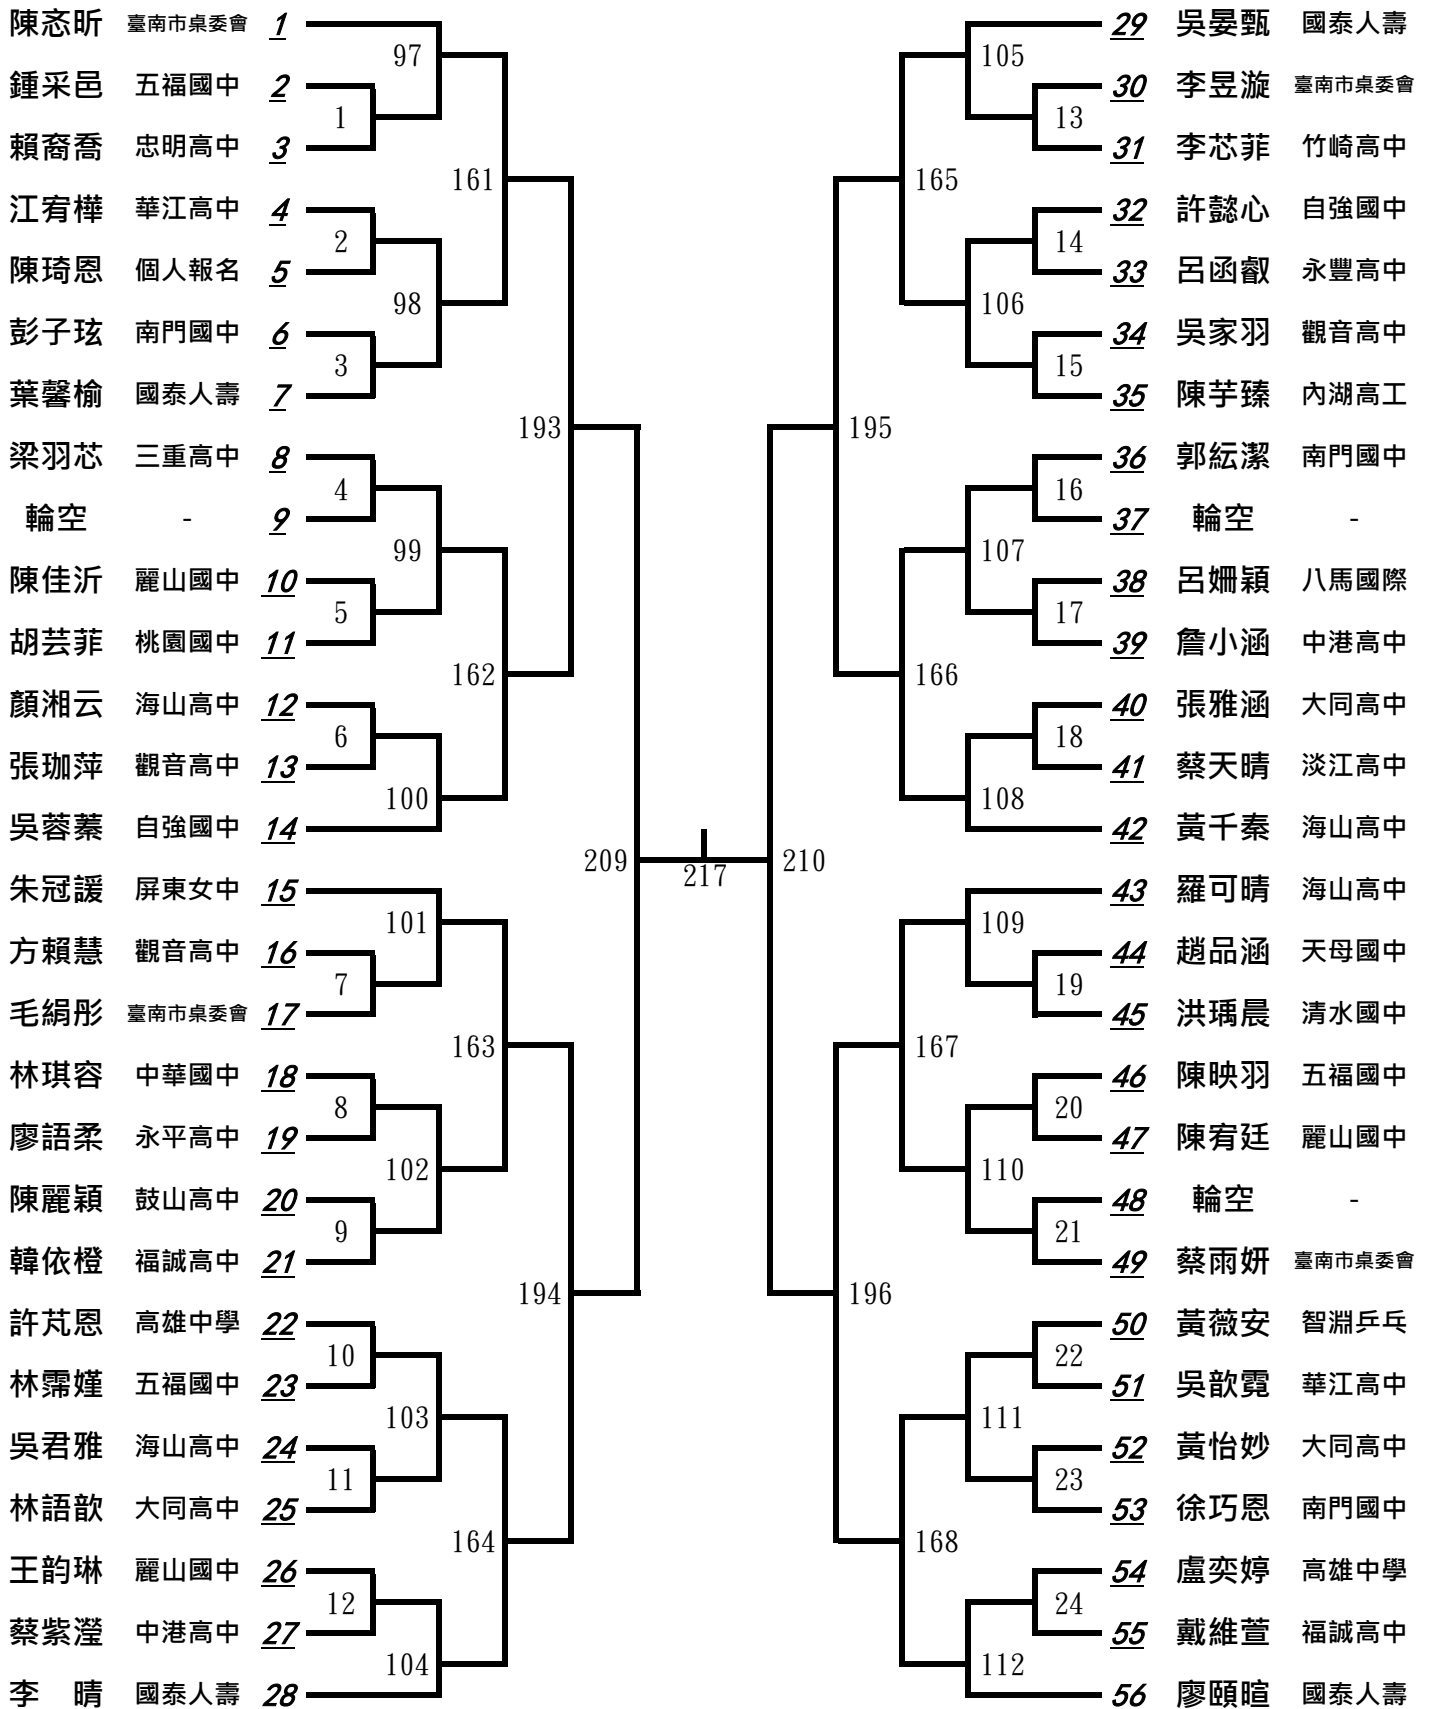 陳忞昕 臺南市桌委會 1
97
鍾采邑 五福國中 2
1
賴裔喬 忠明高中 3
161
江宥樺 華江高中 4
2
陳琦恩 個人報名 5
98
彭子玹 南門國中 6
3
葉馨榆 國泰人壽 7
193
梁羽芯 三重高中 8
4
輪空 - 9
99
陳佳沂 麗山國中 10
5
胡芸菲 桃園國中 11
162
顏湘云 海山高中 12
6
張珈萍 觀音高中 13
100
吳蓉蓁 自強國中 14
209
朱冠諼 屏東女中 15
101
方賴慧 觀音高中 16
7
毛絹彤 臺南市桌委會 17
163
林琪容 中華國中 18
8
廖語柔 永平高中 19
102
陳麗穎 鼓山高中 20
9
韓依橙 福誠高中 21
194
許芃恩 高雄中學 22
10
林霈嫤 五福國中 23
103
吳君雅 海山高中 24
11
林語歆 大同高中 25
164
王韵琳 麗山國中 26
12
蔡紫瀅 中港高中 27
104
李 晴 國泰人壽 28
217
29 吳晏甄 國泰人壽
105
30 李昱漩 臺南市桌委會
13
31 李芯菲 竹崎高中
165
32 許懿心 自強國中
14
33 呂函叡 永豐高中
106
34 吳家羽 觀音高中
15
35 陳芓臻 內湖高工
195
36 郭紜潔 南門國中
16
37 輪空 -
107
38 呂姍穎 八馬國際
17
39 詹小涵 中港高中
166
40 張雅涵 大同高中
18
41 蔡天晴 淡江高中
108
42 黃千秦 海山高中
210
43 羅可晴 海山高中
109
44 趙品涵 天母國中
19
45 洪瑀晨 清水國中
167
46 陳映羽 五福國中
20
47 陳宥廷 麗山國中
110
48 輪空 -
21
49 蔡雨妍 臺南市桌委會
196
50 黃薇安 智淵乒乓
22
51 吳歆霓 華江高中
111
52 黃怡妙 大同高中
23
53 徐巧恩 南門國中
168
54 盧奕婷 高雄中學
24
55 戴維萱 福誠高中
112
56 廖頤暄 國泰人壽